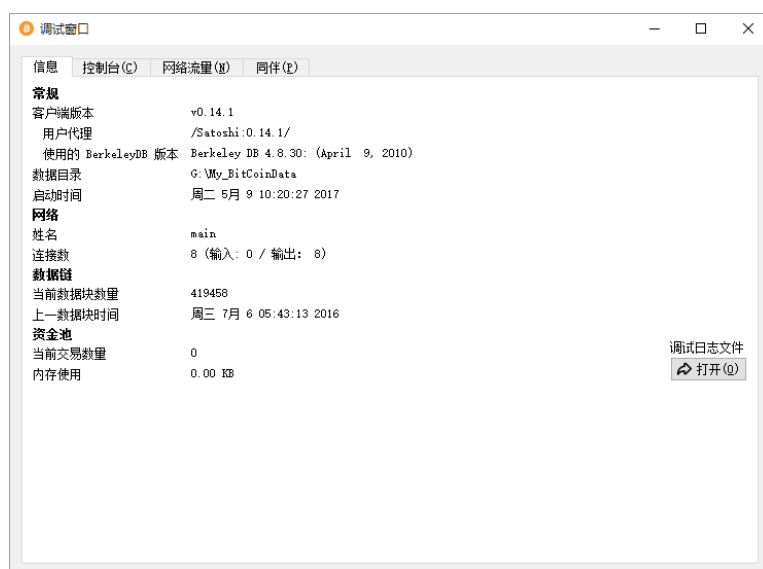 调试窗口
信息 控制台(C) 网络流量(N) 同伴(P)
常规
客户端版本 v0.14.1
用户代理 /Satoshi:0.14.1/
使用的 BerkeleyDB 版本 Berkeley DB 4.8.30: (April 9, 2010)
数据目录 G:\My_BitCoinData
启动时间 周二 5月 9 10:20:27 2017
网络
姓名 main
连接数 8 (输入: 0 / 输出: 8)
数据链
当前数据块数量 419458
上一数据块时间 周三 7月 6 05:43:13 2016
资金池
当前交易数量 0
内存使用 0.00 KB
调试日志文件
打开(O)